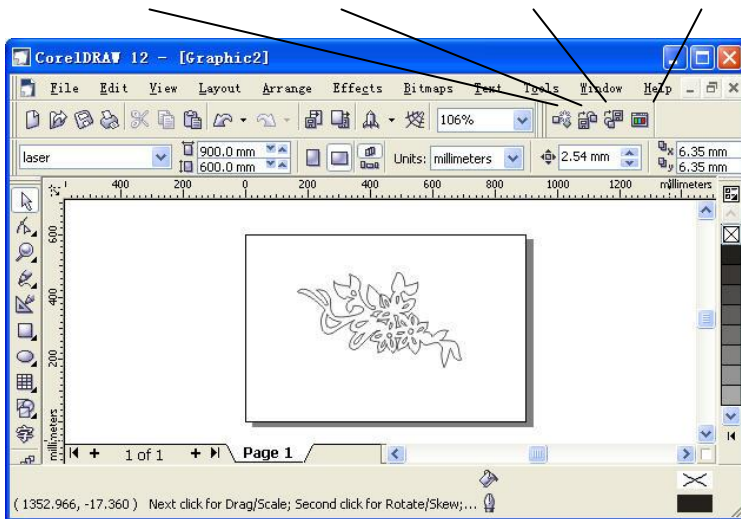 CorelDRAW 12 - [Graphic2]
File Edit View Layout Arrange Effects Bitmaps Text Tools Window Help
106%
laser 900.0 mm 600.0 mm Units: millimeters 2.54 mm x 6.35 mm y 6.35 mm
400 200 0 200 400 600 800 1000 1200 millimeters
600
400
200
millimeters
1 of 1 Page 1
( 1352.966, -17.360 ) Next click for Drag/Scale; Second click for Rotate/Skew;...